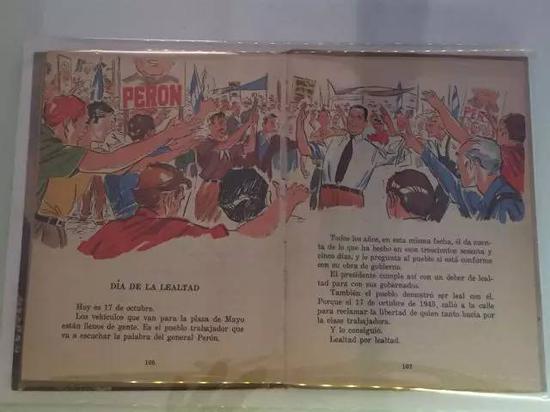 PERON
PER
DÍA DE LA LEALTAD
Hoy es 17 de octubre.
Los vehículos que van para la plaza de Mayo
están llenos de gente. Es el pueblo trabajador que
va a escuchar la palabra del general Perón.
106
Todos los años, en esta misma fecha, él da cuen-
ta de lo que ha hecho en esos trescientos sesenta y
cinco días, y le pregunta al pueblo si está conforme
con su obra de gobierno.
El presidente cumple así con un deber de leal-
tad para con sus gobernados.
También el pueblo demostró ser leal con él.
Porque el 17 de octubre de 1945, salió a la calle
para reclamar la libertad de quien tanto hacía por
la clase trabajadora.
Y lo consiguió.
Lealtad por lealtad.
107